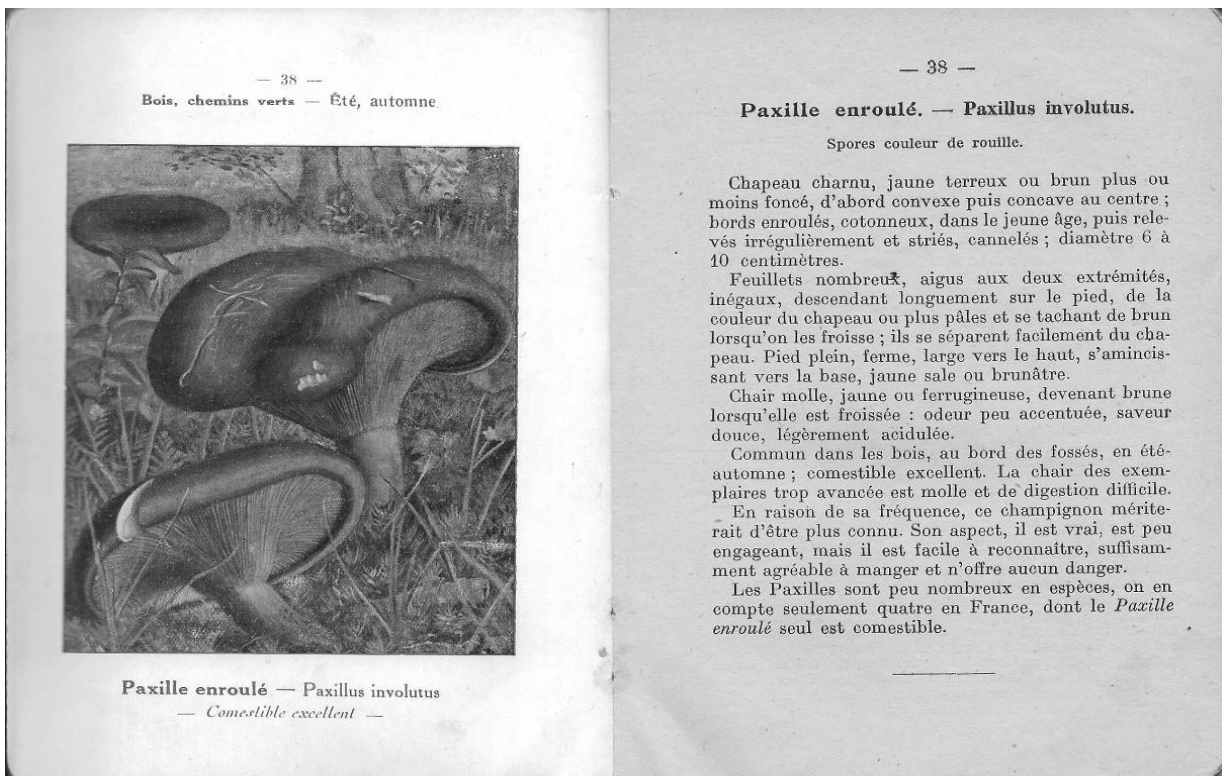 — 38 —
Bois, chemins verts — Été, automne
Paxille enroulé — Paxillus involutus
— Comestible excellent —
— 38 —
Paxille enroulé. — Paxillus involutus.
Spores couleur de rouille.
Chapeau charnu, jaune terreux ou brun plus ou
moins foncé, d'abord convexe puis concave au centre ;
bords enroulés, cotonneux, dans le jeune âge, puis rele-
vés irrégulièrement et striés, cannelés ; diamètre 6 à
10 centimètres.
Feuillets nombreux, aigus aux deux extrémités,
inégaux, descendant longuement sur le pied, de la
couleur du chapeau ou plus pâles et se tachant de brun
lorsqu'on les froisse ; ils se séparent facilement du cha-
peau. Pied plein, ferme, large vers le haut, s'amincis-
sant vers la base, jaune sale ou brunâtre.
Chair molle, jaune ou ferrugineuse, devenant brune
lorsqu'elle est froissée : odeur peu accentuée, saveur
douce, légèrement acidulée.
Commun dans les bois, au bord des fossés, en été-
automne ; comestible excellent. La chair des exem-
plaires trop avancée est molle et de digestion difficile.
En raison de sa fréquence, ce champignon mérite-
rait d'être plus connu. Son aspect, il est vrai, est peu
engageant, mais il est facile à reconnaître, suffisam-
ment agréable à manger et n'offre aucun danger.
Les Paxilles sont peu nombreux en espèces, on en
compte seulement quatre en France, dont le Paxille
enroulé seul est comestible.